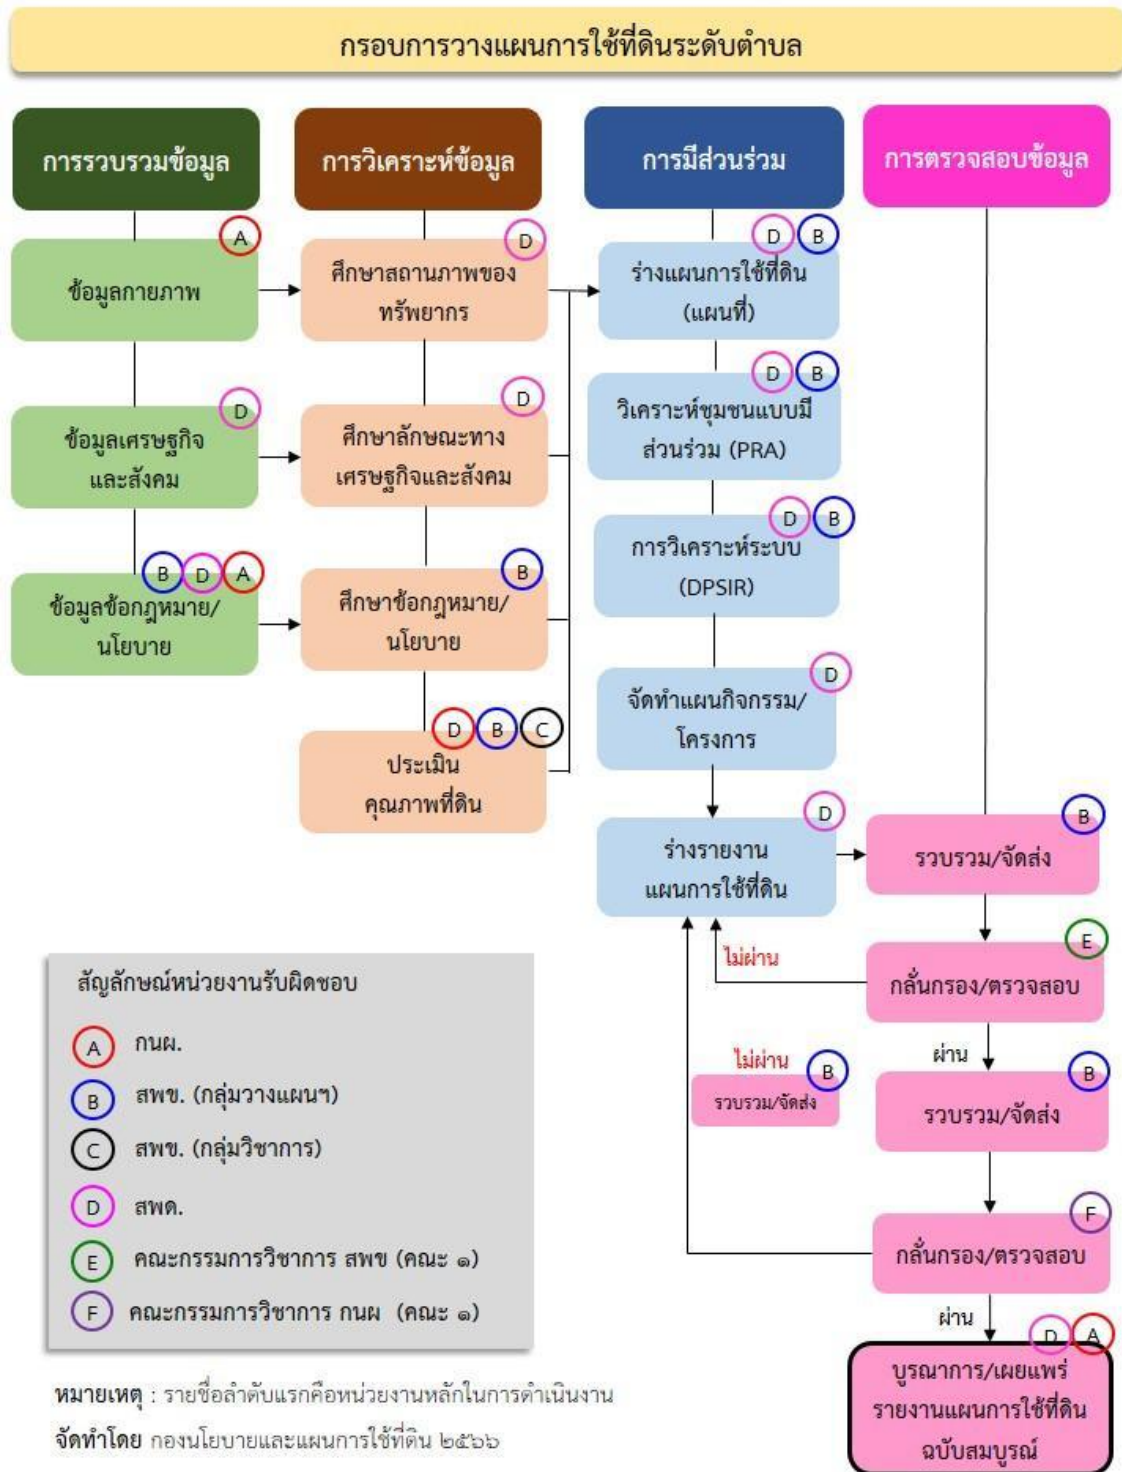 กรอบการวางแผนการใช้ที่ดินระดับตำบล
การรวบรวมข้อมูล
การวิเคราะห์ข้อมูล
การมีส่วนร่วม
การตรวจสอบข้อมูล
A
ข้อมูลกายภาพ
D
ข้อมูลเศรษฐกิจ
และสังคม
B D A
ข้อมูลข้อกฎหมาย/
นโยบาย
D
ศึกษาสถานภาพของ
ทรัพยากร
D
ศึกษาลักษณะทาง
เศรษฐกิจและสังคม
B
ศึกษาข้อกฎหมาย/
นโยบาย
D B C
ประเมิน
คุณภาพที่ดิน
D B
ร่างแผนการใช้ที่ดิน
(แผนที่)
D B
วิเคราะห์ชุมชนแบบมี
ส่วนร่วม (PRA)
D B
การวิเคราะห์ระบบ
(DPSIR)
D
จัดทำแผนกิจกรรม/
โครงการ
D
ร่างรายงาน
แผนการใช้ที่ดิน
B
รวบรวม/จัดส่ง
E
กลั่นกรอง/ตรวจสอบ
ไม่ผ่าน
ผ่าน
ไม่ผ่าน
B
รวบรวม/จัดส่ง
B
รวบรวม/จัดส่ง
F
กลั่นกรอง/ตรวจสอบ
ผ่าน
D A
บูรณาการ/เผยแพร่
รายงานแผนการใช้ที่ดิน
ฉบับสมบูรณ์
สัญลักษณ์หน่วยงานรับผิดชอบ
A กนผ.
B สพข. (กลุ่มวางแผนฯ)
C สพข. (กลุ่มวิชาการ)
D สพด.
E คณะกรรมการวิชาการ สพข (คณะ ๑)
F คณะกรรมการวิชาการ กนผ (คณะ ๑)
หมายเหตุ : รายชื่อลำดับแรกคือหน่วยงานหลักในการดำเนินงาน
จัดทำโดย กองนโยบายและแผนการใช้ที่ดิน ๒๕๖๖